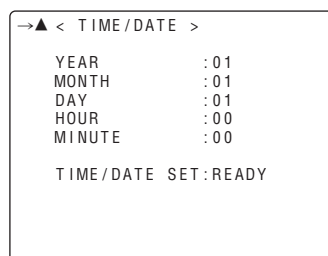 →▲ < TIME/DATE >
YEAR :01
MONTH :01
DAY :01
HOUR :00
MINUTE :00
TIME/DATE SET:READY